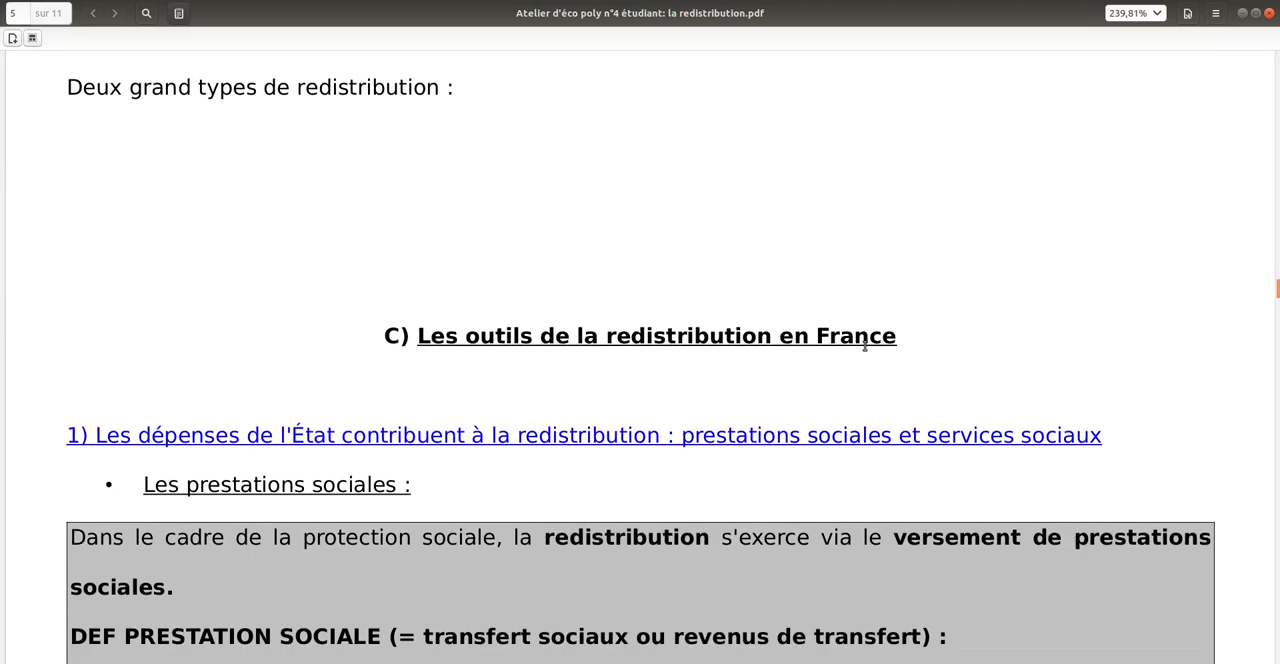 5 sur 11
Atelier d'éco poly n°4 étudiant: la redistribution.pdf
239,81%
Deux grand types de redistribution :
C) Les outils de la redistribution en France
1) Les dépenses de l'État contribuent à la redistribution : prestations sociales et services sociaux
• Les prestations sociales :
Dans le cadre de la protection sociale, la redistribution s'exerce via le versement de prestations
sociales.
DEF PRESTATION SOCIALE (= transfert sociaux ou revenus de transfert) :